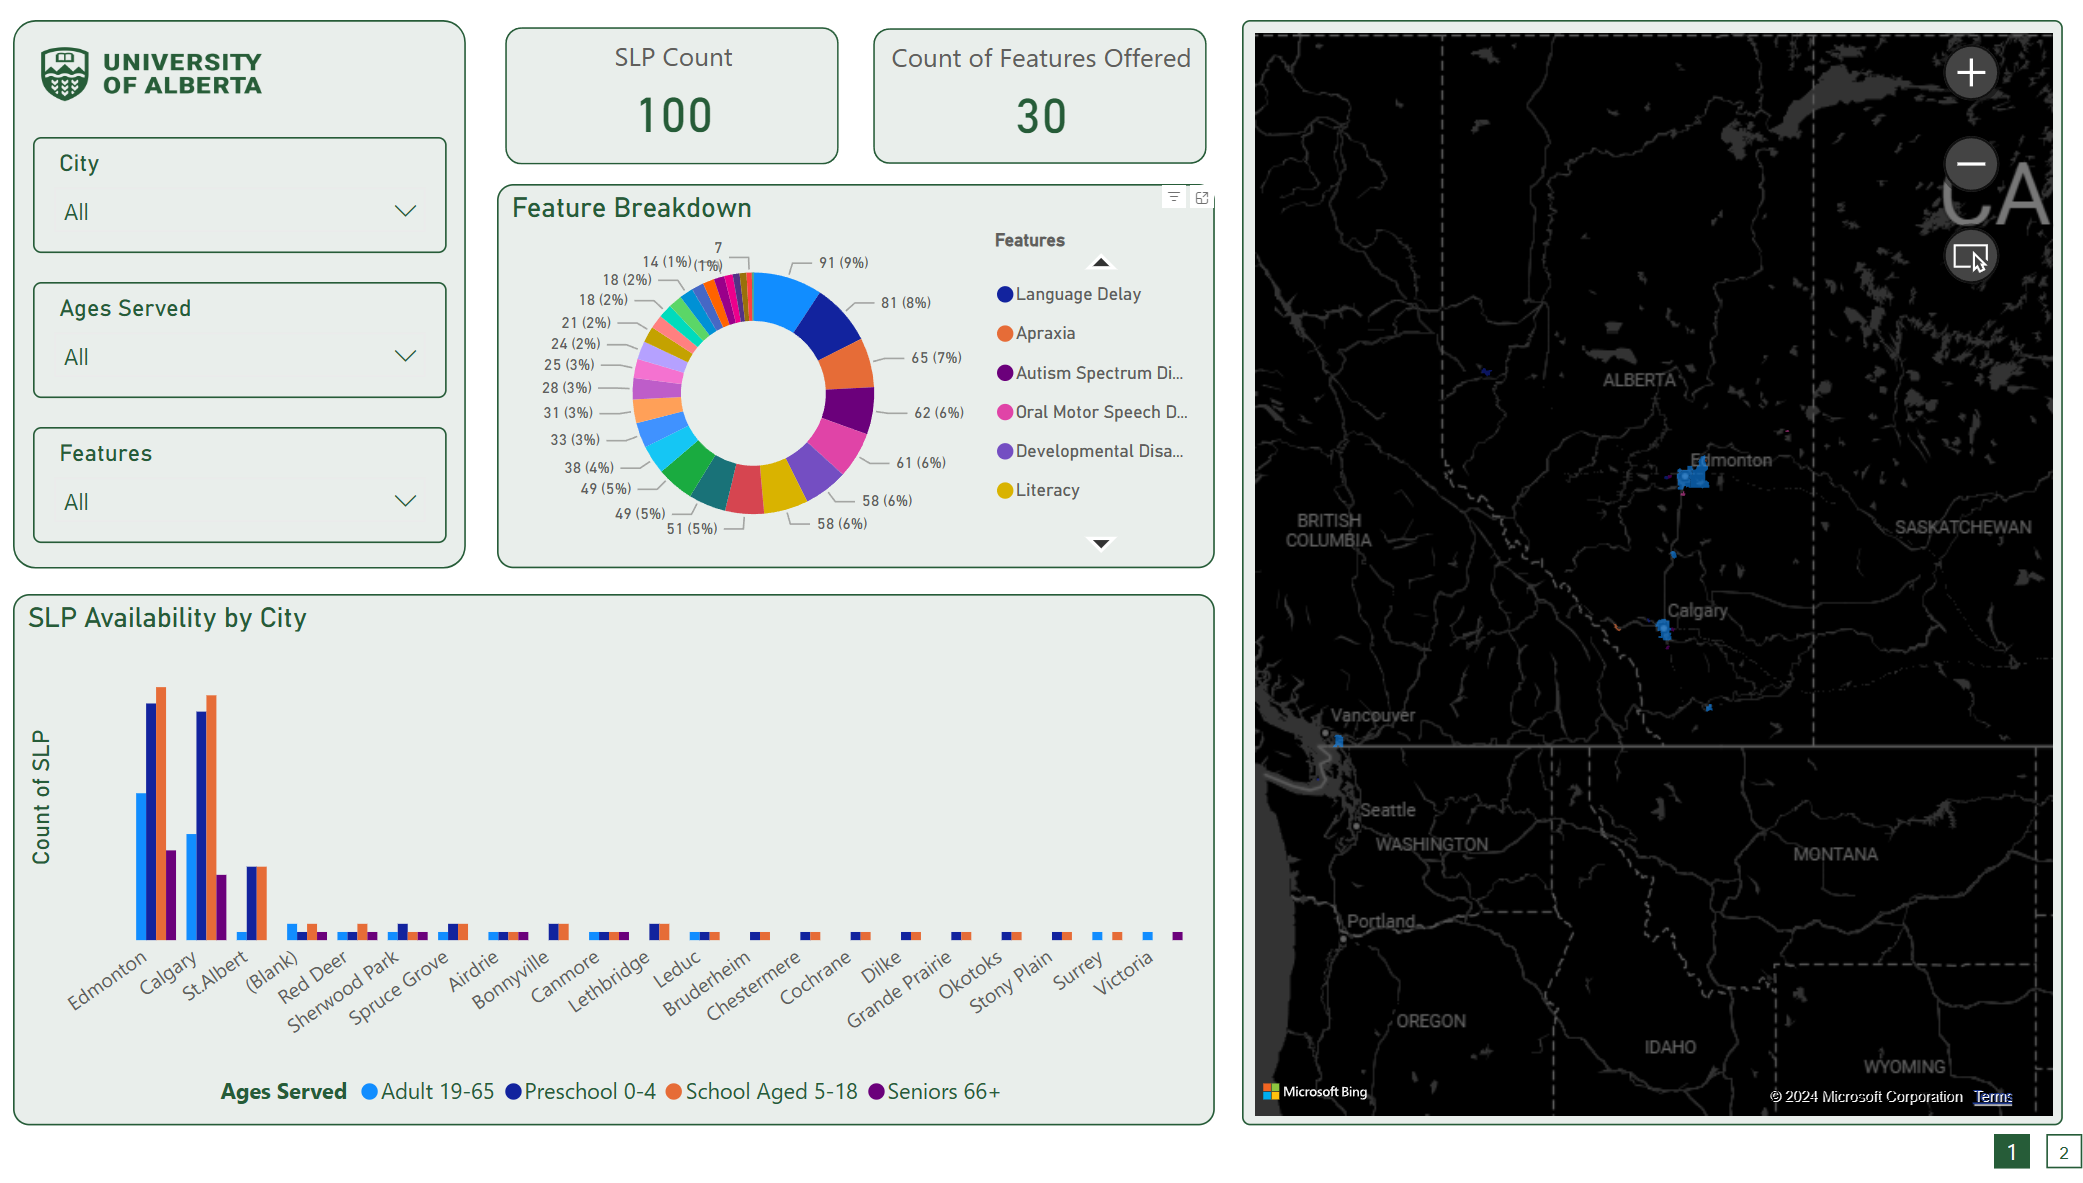 UNIVERSITY
OF ALBERTA
City
All
Ages Served
All
Features
All
SLP Count
100
Count of Features Offered
30
Feature Breakdown
7
14 (1%)
(1%)
18 (2%)
18 (2%)
21 (2%)
24 (2%)
25 (3%)
28 (3%)
31 (3%)
33 (3%)
38 (4%)
49 (5%)
49 (5%)
51 (5%)
91 (9%)
81 (8%)
65 (7%)
62 (6%)
61 (6%)
58 (6%)
58 (6%)
Features
Language Delay
Apraxia
Autism Spectrum Di...
Oral Motor Speech D...
Developmental Disa...
Literacy
SLP Availability by City
Count of SLP
Edmonton
Calgary
St.Albert
(Blank)
Red Deer
Sherwood Park
Spruce Grove
Airdrie
Bonnyville
Canmore
Lethbridge
Leduc
Bruderheim
Chestermere
Cochrane
Dilke
Grande Prairie
Okotoks
Stony Plain
Surrey
Victoria
Ages Served
Adult 19-65
Preschool 0-4
School Aged 5-18
Seniors 66+
CA
ALBERTA
Edmonton
BRITISH
COLUMBIA
SASKATCHEWAN
Calgary
Vancouver
Seattle
WASHINGTON
MONTANA
Portland
OREGON
IDAHO
WYOMING
Microsoft Bing
© 2024 Microsoft Corporation
Terms
1
2